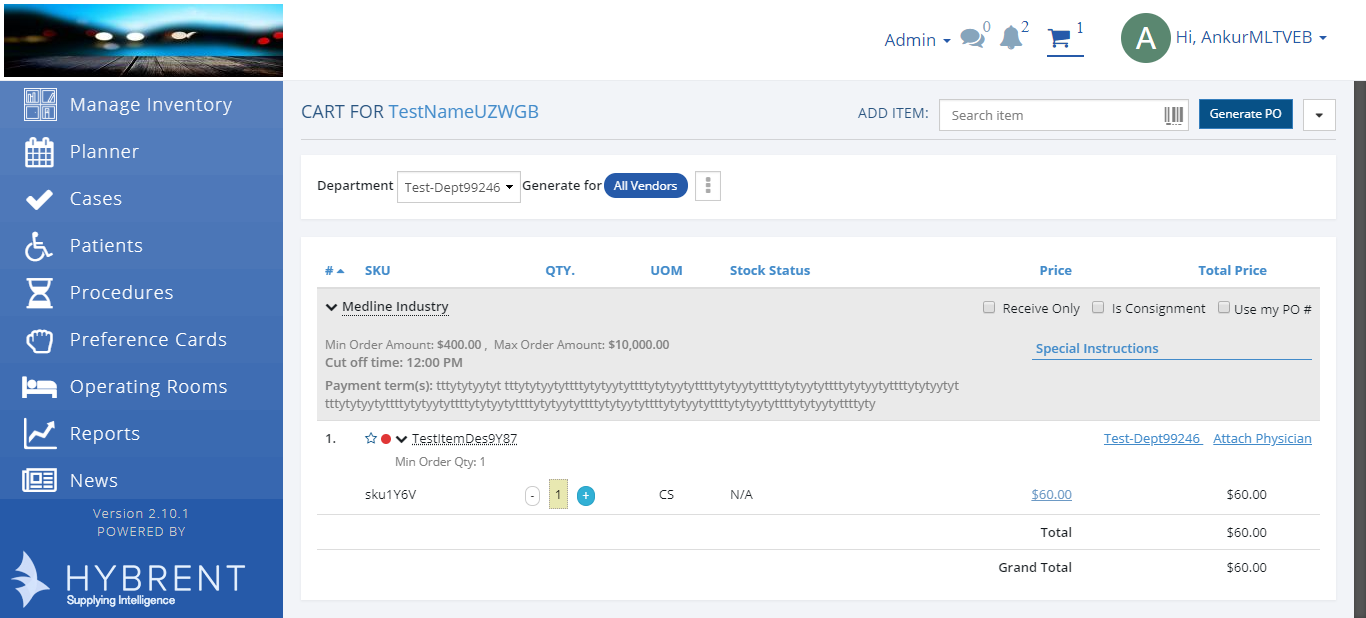 Admin 0 2 1 A Hi, AnkurMLTVEB
Manage Inventory
Planner
Cases
Patients
Procedures
Preference Cards
Operating Rooms
Reports
News
Version 2.10.1
POWERED BY
HYBRENT
Supplying Intelligence
CART FOR TestNameUZWGB ADD ITEM: Search item Generate PO
Department Test-Dept99246 Generate for All Vendors
# SKU QTY. UOM Stock Status Price Total Price
Medline Industry Receive Only Is Consignment Use my PO #
Min Order Amount: $400.00 , Max Order Amount: $10,000.00
Special Instructions
Cut off time: 12:00 PM
Payment term(s):
1. TestItemDes9Y87 Test-Dept99246 Attach Physician
Min Order Qty: 1
sku1Y6V - 1 + CS N/A $60.00 $60.00
Total $60.00
Grand Total $60.00